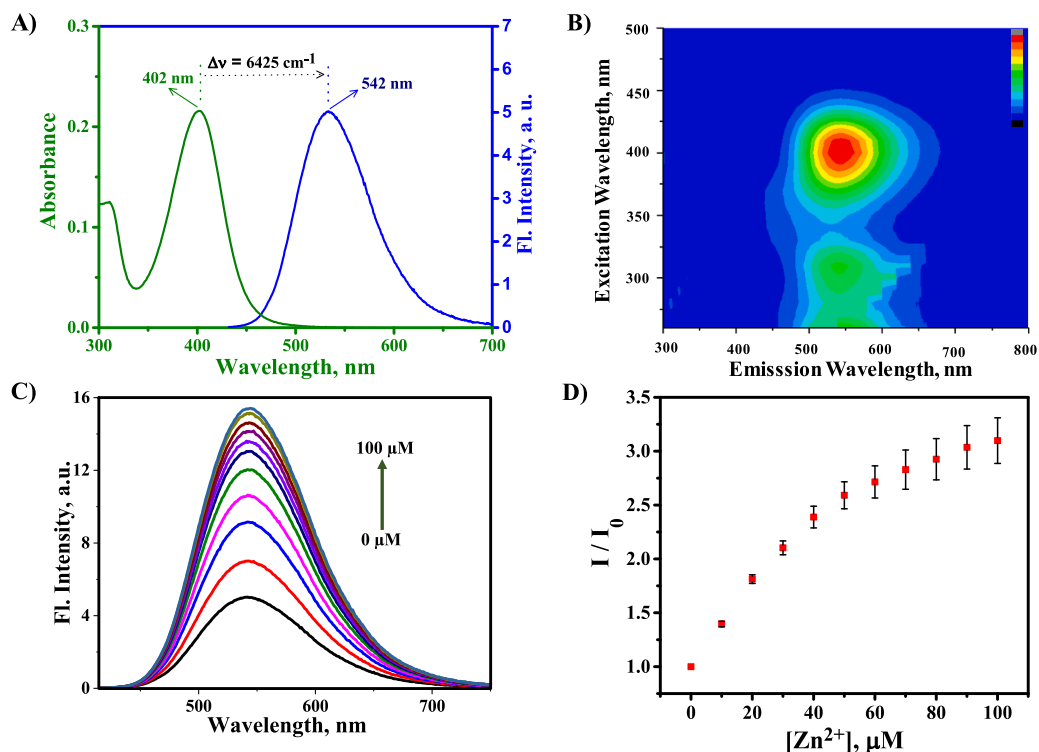 A)
0.3
0.2
0.1
0.0
Absorbance
300
400
500
600
700
Wavelength, nm
7
6
5
4
3
2
1
0
Fl. Intensity, a. u.
Δν = 6425 cm⁻¹
402 nm
542 nm
B)
500
450
400
350
300
Excitation Wavelength, nm
300
400
500
600
700
800
Emisssion Wavelength, nm
C)
16
12
8
4
0
Fl. Intensity, a.u.
100 µM
0 µM
500
600
700
Wavelength, nm
D)
3.5
3.0
2.5
2.0
1.5
1.0
I / I₀
0
20
40
60
80
100
[Zn²⁺], µM